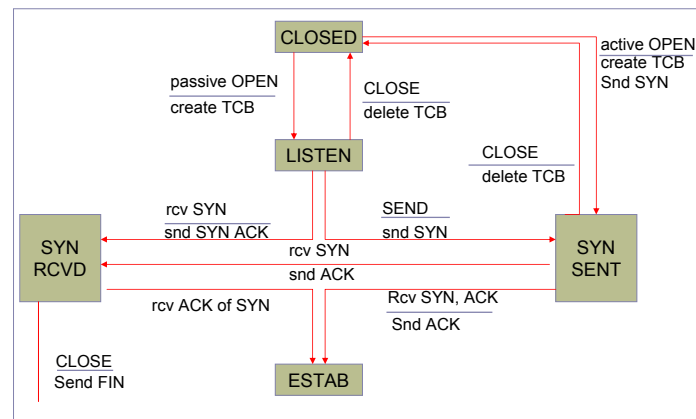 CLOSED
active OPEN
create TCB
Snd SYN
passive OPEN
create TCB
CLOSE
delete TCB
LISTEN
CLOSE
delete TCB
rcv SYN
snd SYN ACK
SEND
snd SYN
SYN
RCVD
rcv SYN
snd ACK
SYN
SENT
rcv ACK of SYN
Rcv SYN, ACK
Snd ACK
CLOSE
Send FIN
ESTAB